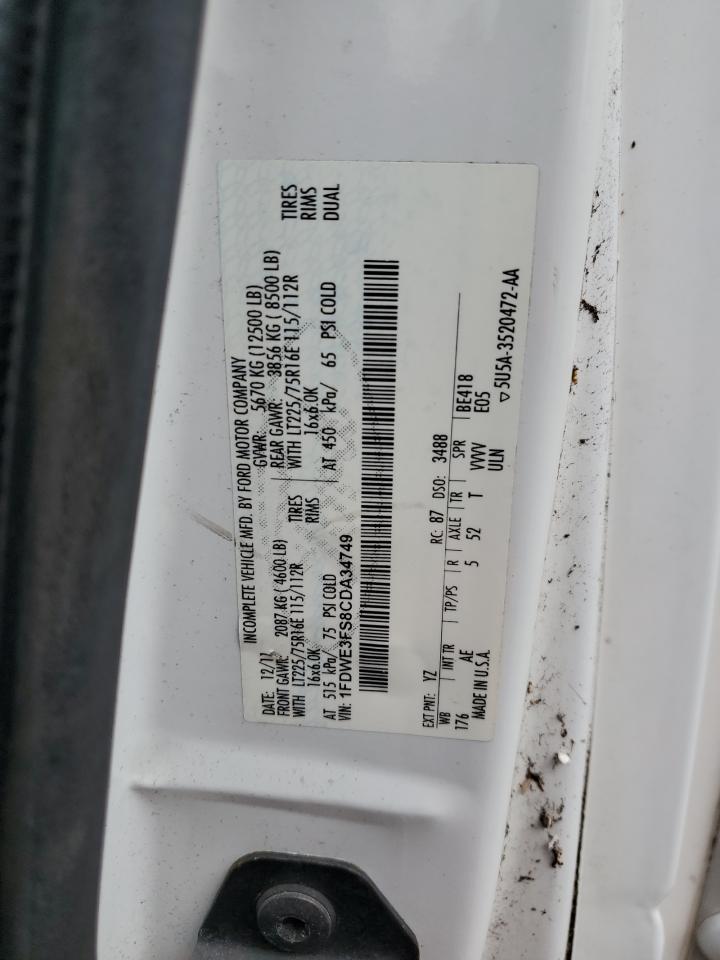 INCOMPLETE VEHICLE MFD. BY FORD MOTOR COMPANY
DATE: 12/11 GVWR: 5670 KG (12500 LB)
FRONT GAWR: 2087 KG ( 4600 LB) REAR GAWR: 3856 KG ( 8500 LB)
WITH LT225/75R16E 115/112R TIRES WITH LT225/75R16E 115/112R TIRES
16x6.0K RIMS 16x6.0K RIMS
AT 515 kPa/ 75 PSI COLD AT 450 kPa/ 65 PSI COLD DUAL
VIN: 1FDWE3FS8CDA34749
EXT PNT: YZ RC: 87 DSO: 3488
WB INT TR TP/PS R AXLE TR SPR BE418
176 AE 5 52 T VVVV E05
MADE IN U.S.A. ULN
▽5U5A-3520472-AA